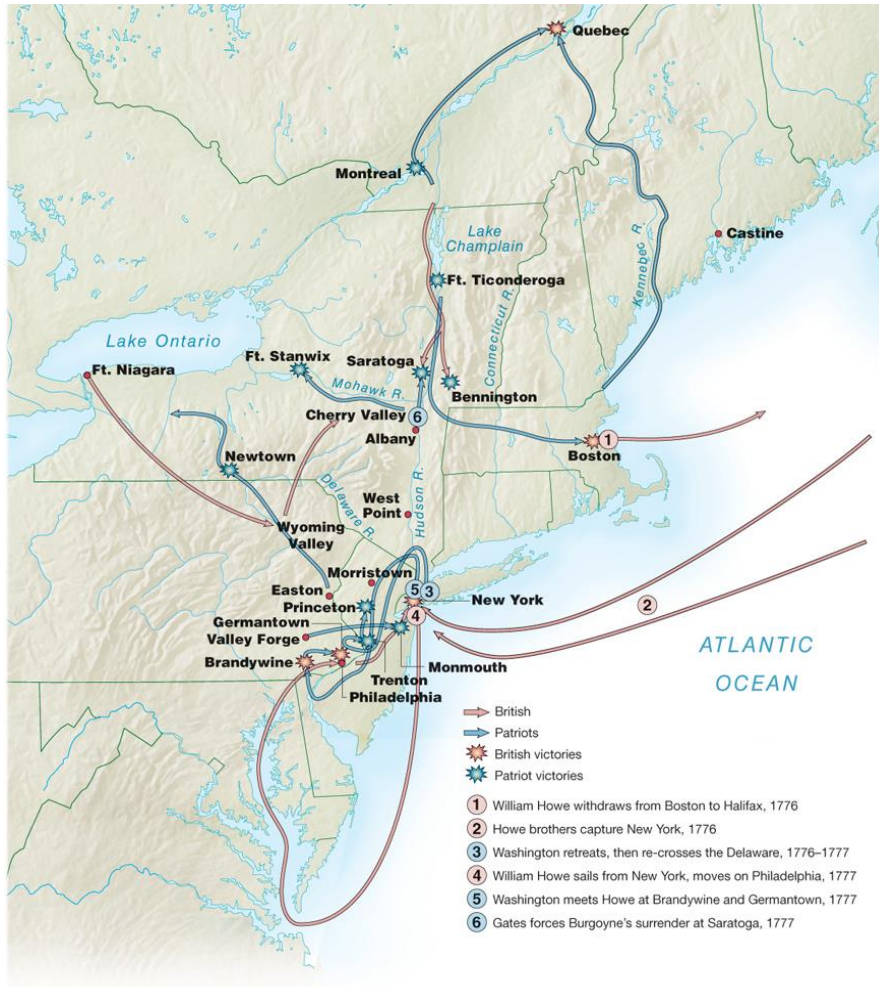 Quebec
Montreal
Castine
Lake
Champlain
Kennebec R.
Ft. Ticonderoga
Connecticut R.
Lake Ontario
Ft. Niagara
Ft. Stanwix
Saratoga
Mohawk R.
Bennington
Cherry Valley
6
Albany
1
Boston
Newtown
Hudson R.
Delaware R.
West
Point
Wyoming
Valley
Morristown
Easton
5
3
New York
2
Princeton
4
Germantown
Valley Forge
Brandywine
Monmouth
Trenton
Philadelphia
ATLANTIC
OCEAN
British
Patriots
British victories
Patriot victories
1 William Howe withdraws from Boston to Halifax, 1776
2 Howe brothers capture New York, 1776
3 Washington retreats, then re-crosses the Delaware, 1776–1777
4 William Howe sails from New York, moves on Philadelphia, 1777
5 Washington meets Howe at Brandywine and Germantown, 1777
6 Gates forces Burgoyne's surrender at Saratoga, 1777